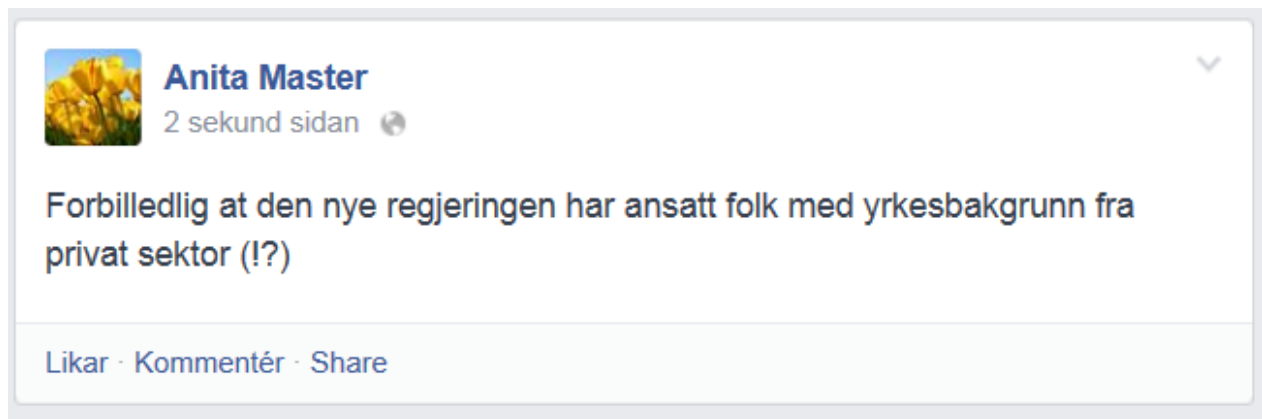 Anita Master
2 sekund sidan
Forbilledlig at den nye regjeringen har ansatt folk med yrkesbakgrunn fra
privat sektor (!?)
Likar · Kommentér · Share